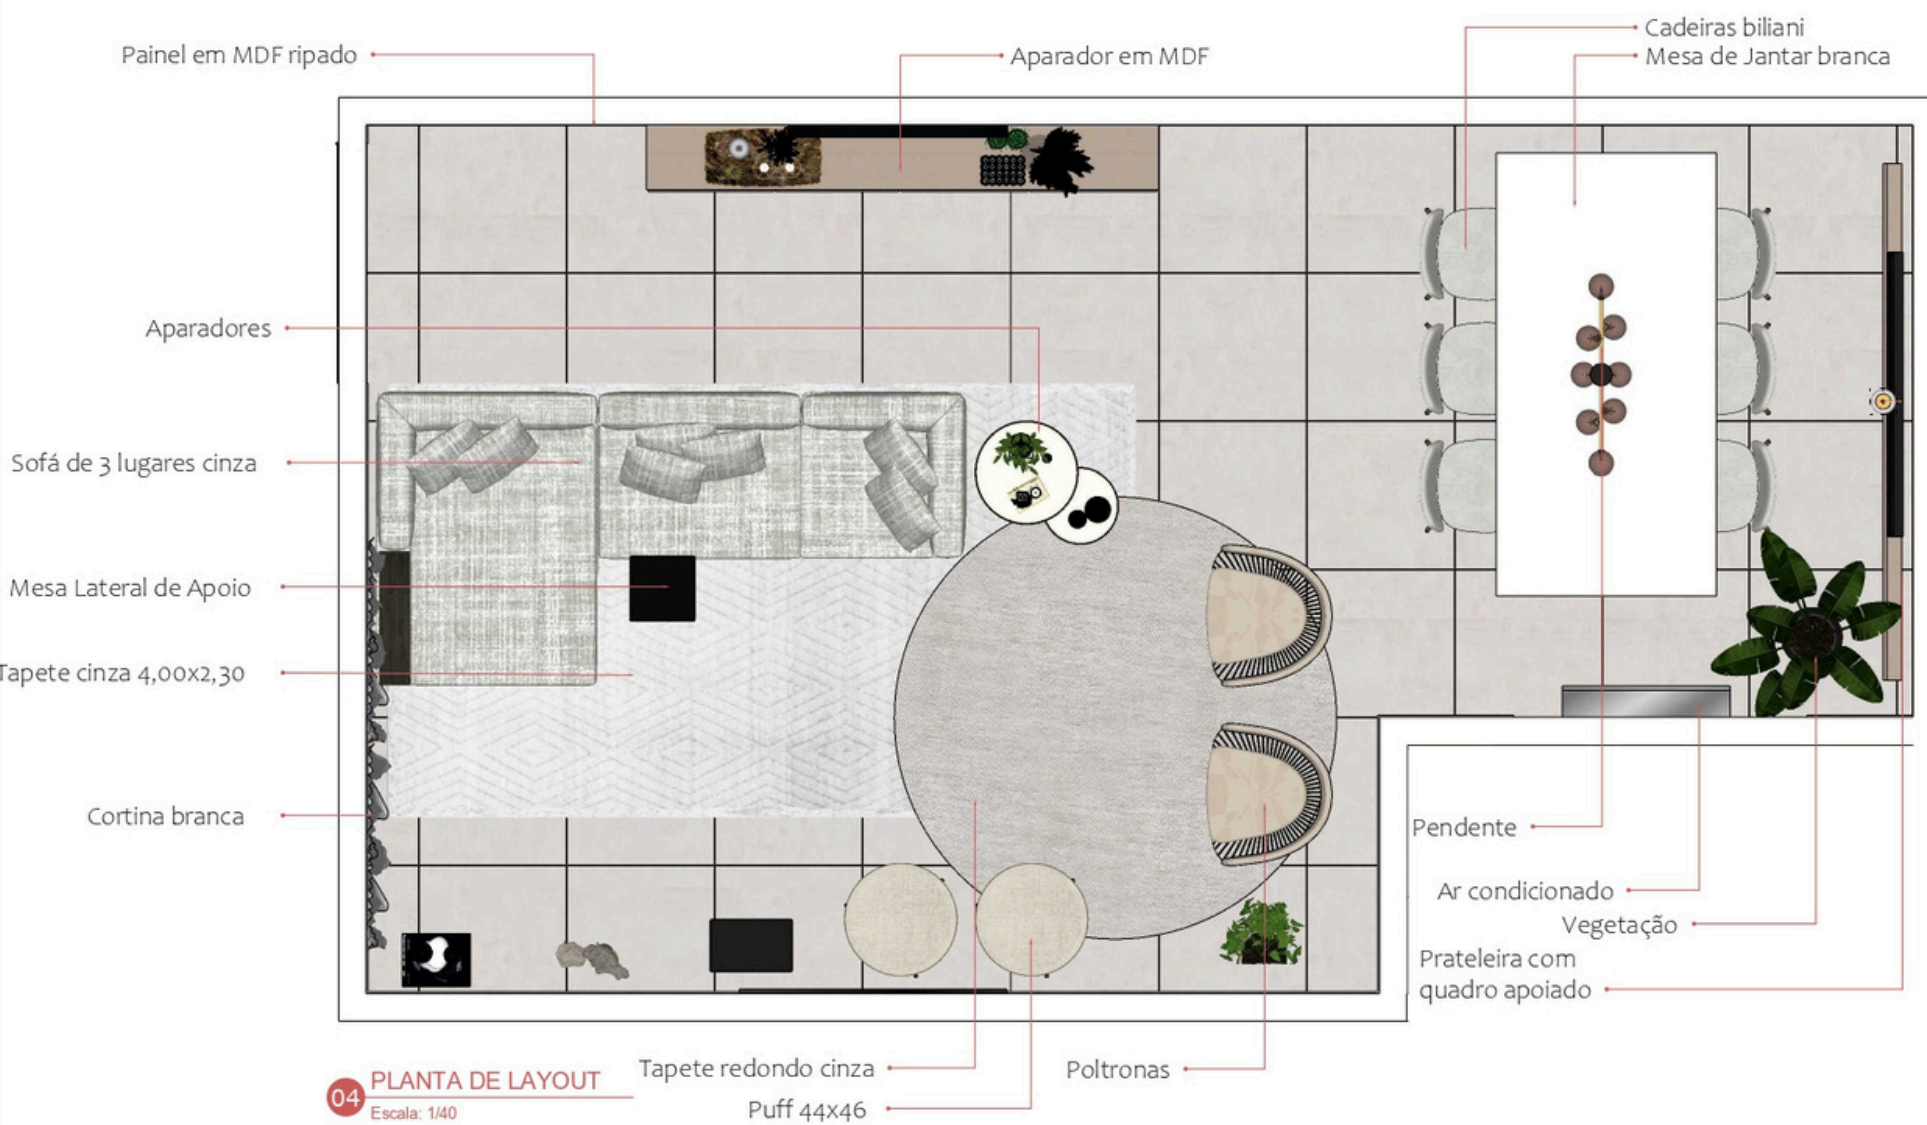 Cadeiras biliani
Painel em MDF ripado
Aparador em MDF
Mesa de Jantar branca
Aparadores
Sofá de 3 lugares cinza
Mesa Lateral de Apoio
Tapete cinza 4,00x2,30
Cortina branca
Pendente
Ar condicionado
Vegetação
Prateleira com
quadro apoiado
Tapete redondo cinza
Poltronas
Puff 44x46
04
PLANTA DE LAYOUT
Escala: 1/40